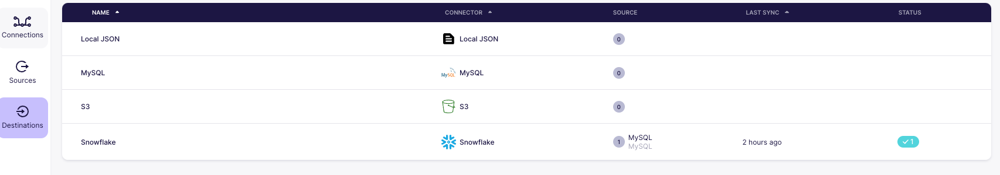 NAME CONNECTOR SOURCE LAST SYNC STATUS
Connections
Local JSON Local JSON 0
Sources
MySQL MySQL MySQL 0
S3 S3 0
Destinations
Snowflake Snowflake 1 MySQL 2 hours ago 1
MySQL